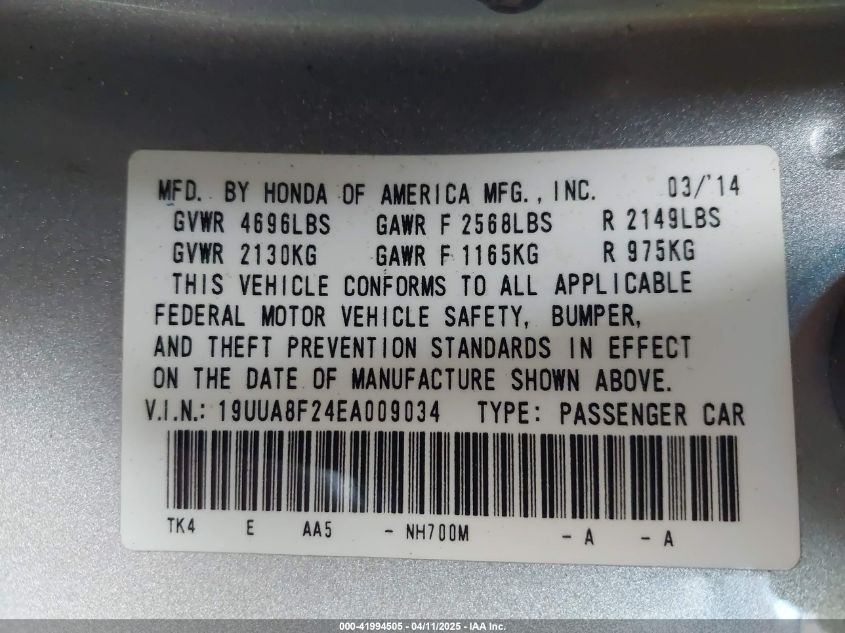 MFD. BY HONDA OF AMERICA MFG., INC. 03/'14
GVWR 4696LBS GAWR F 2568LBS R 2149LBS
GVWR 2130KG GAWR F 1165KG R 975KG
THIS VEHICLE CONFORMS TO ALL APPLICABLE
FEDERAL MOTOR VEHICLE SAFETY, BUMPER,
AND THEFT PREVENTION STANDARDS IN EFFECT
ON THE DATE OF MANUFACTURE SHOWN ABOVE.
V.I.N.: 19UUA8F24EA009034 TYPE: PASSENGER CAR
TK4 E AA5 - NH700M - A - A
000-41994505 - 04/11/2025 - IAA Inc.